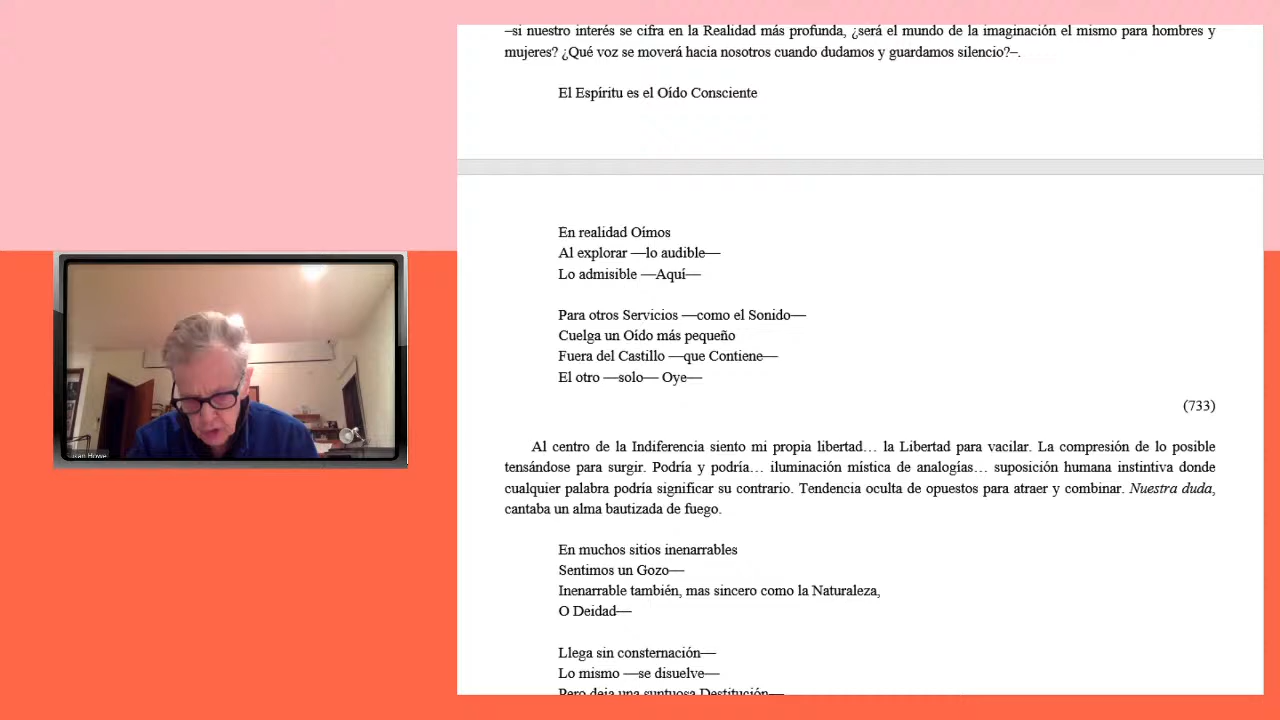 –si nuestro interés se cifra en la Realidad más profunda, ¿será el mundo de la imaginación el mismo para hombres y
mujeres? ¿Qué voz se moverá hacia nosotros cuando dudamos y guardamos silencio?–.
El Espíritu es el Oído Consciente
En realidad Oímos
Al explorar —lo audible—
Lo admisible —Aquí—
Para otros Servicios —como el Sonido—
Cuelga un Oído más pequeño
Fuera del Castillo —que Contiene—
El otro —solo— Oye—
(733)
Al centro de la Indiferencia siento mi propia libertad… la Libertad para vacilar. La compresión de lo posible
tensándose para surgir. Podría y podría… iluminación mística de analogías… suposición humana instintiva donde
cualquier palabra podría significar su contrario. Tendencia oculta de opuestos para atraer y combinar. Nuestra duda,
cantaba un alma bautizada de fuego.
En muchos sitios inenarrables
Sentimos un Gozo—
Inenarrable también, mas sincero como la Naturaleza,
O Deidad—
Llega sin consternación—
Lo mismo —se disuelve—
Pero deja una suntuosa Destitución—
usan Howe